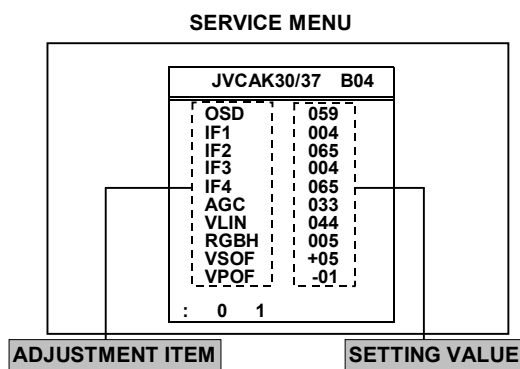 SERVICE MENU
JVCAK30/37 B04
OSD 059
IF1 004
IF2 065
IF3 004
IF4 065
AGC 033
VLIN 044
RGBH 005
VSOF +05
VPOF -01
: 0 1
ADJUSTMENT ITEM SETTING VALUE